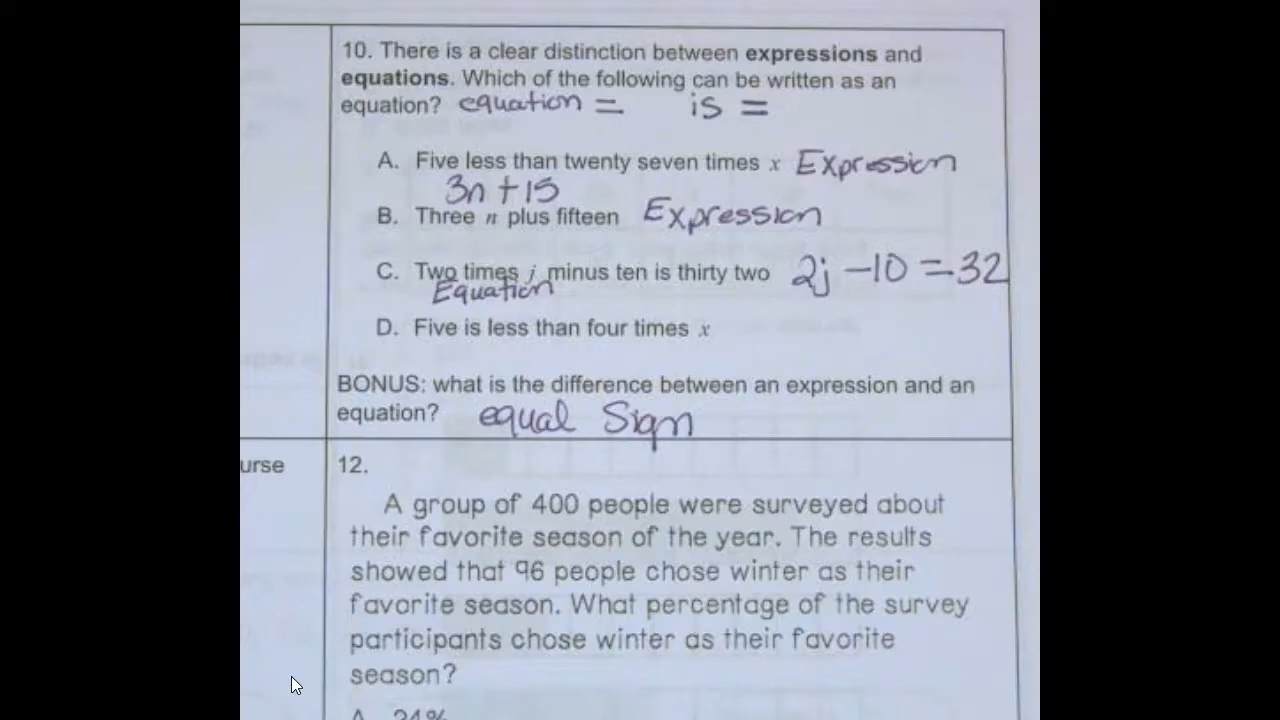 10. There is a clear distinction between expressions and
equations. Which of the following can be written as an
equation? equation = is =
A. Five less than twenty seven times x Expression
3n + 15
B. Three n plus fifteen Expression
C. Two times j minus ten is thirty two 2j - 10 = 32
Equation
D. Five is less than four times x
BONUS: what is the difference between an expression and an
equation? equal Sign
urse
12.
A group of 400 people were surveyed about
their favorite season of the year. The results
showed that 96 people chose winter as their
favorite season. What percentage of the survey
participants chose winter as their favorite
season?
A. 24%